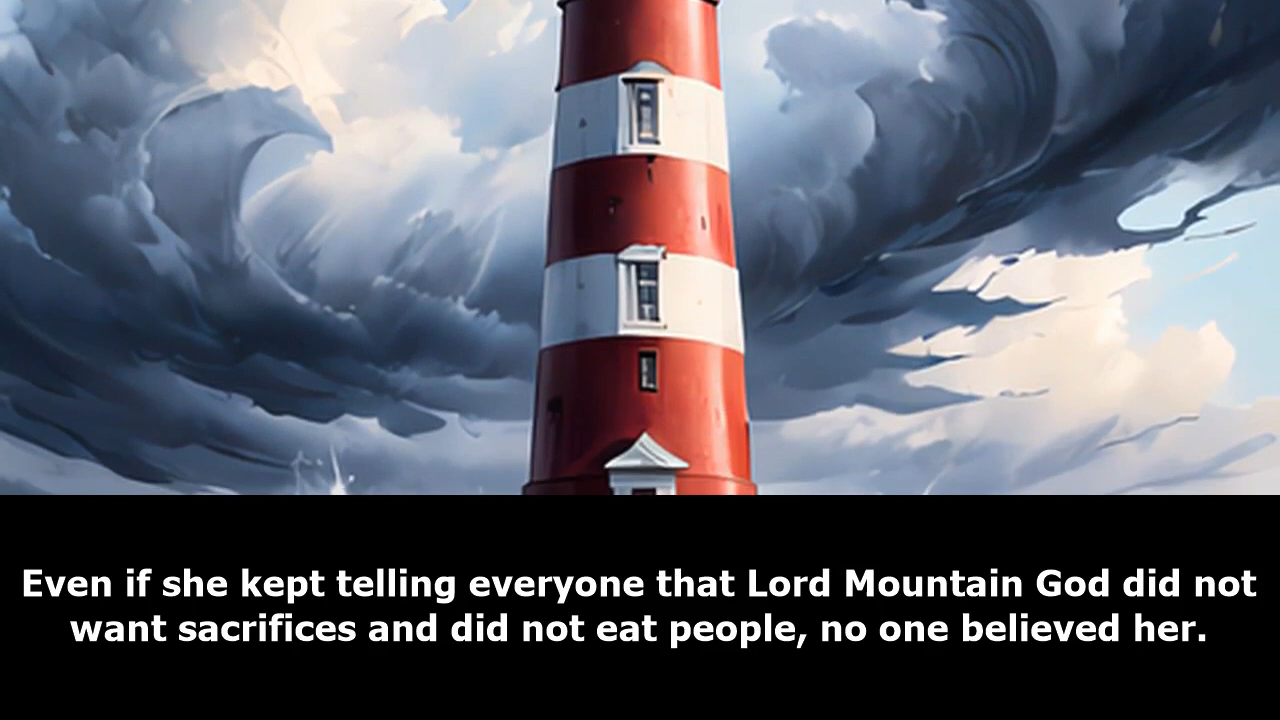 Even if she kept telling everyone that Lord Mountain God did not
want sacrifices and did not eat people, no one believed her.